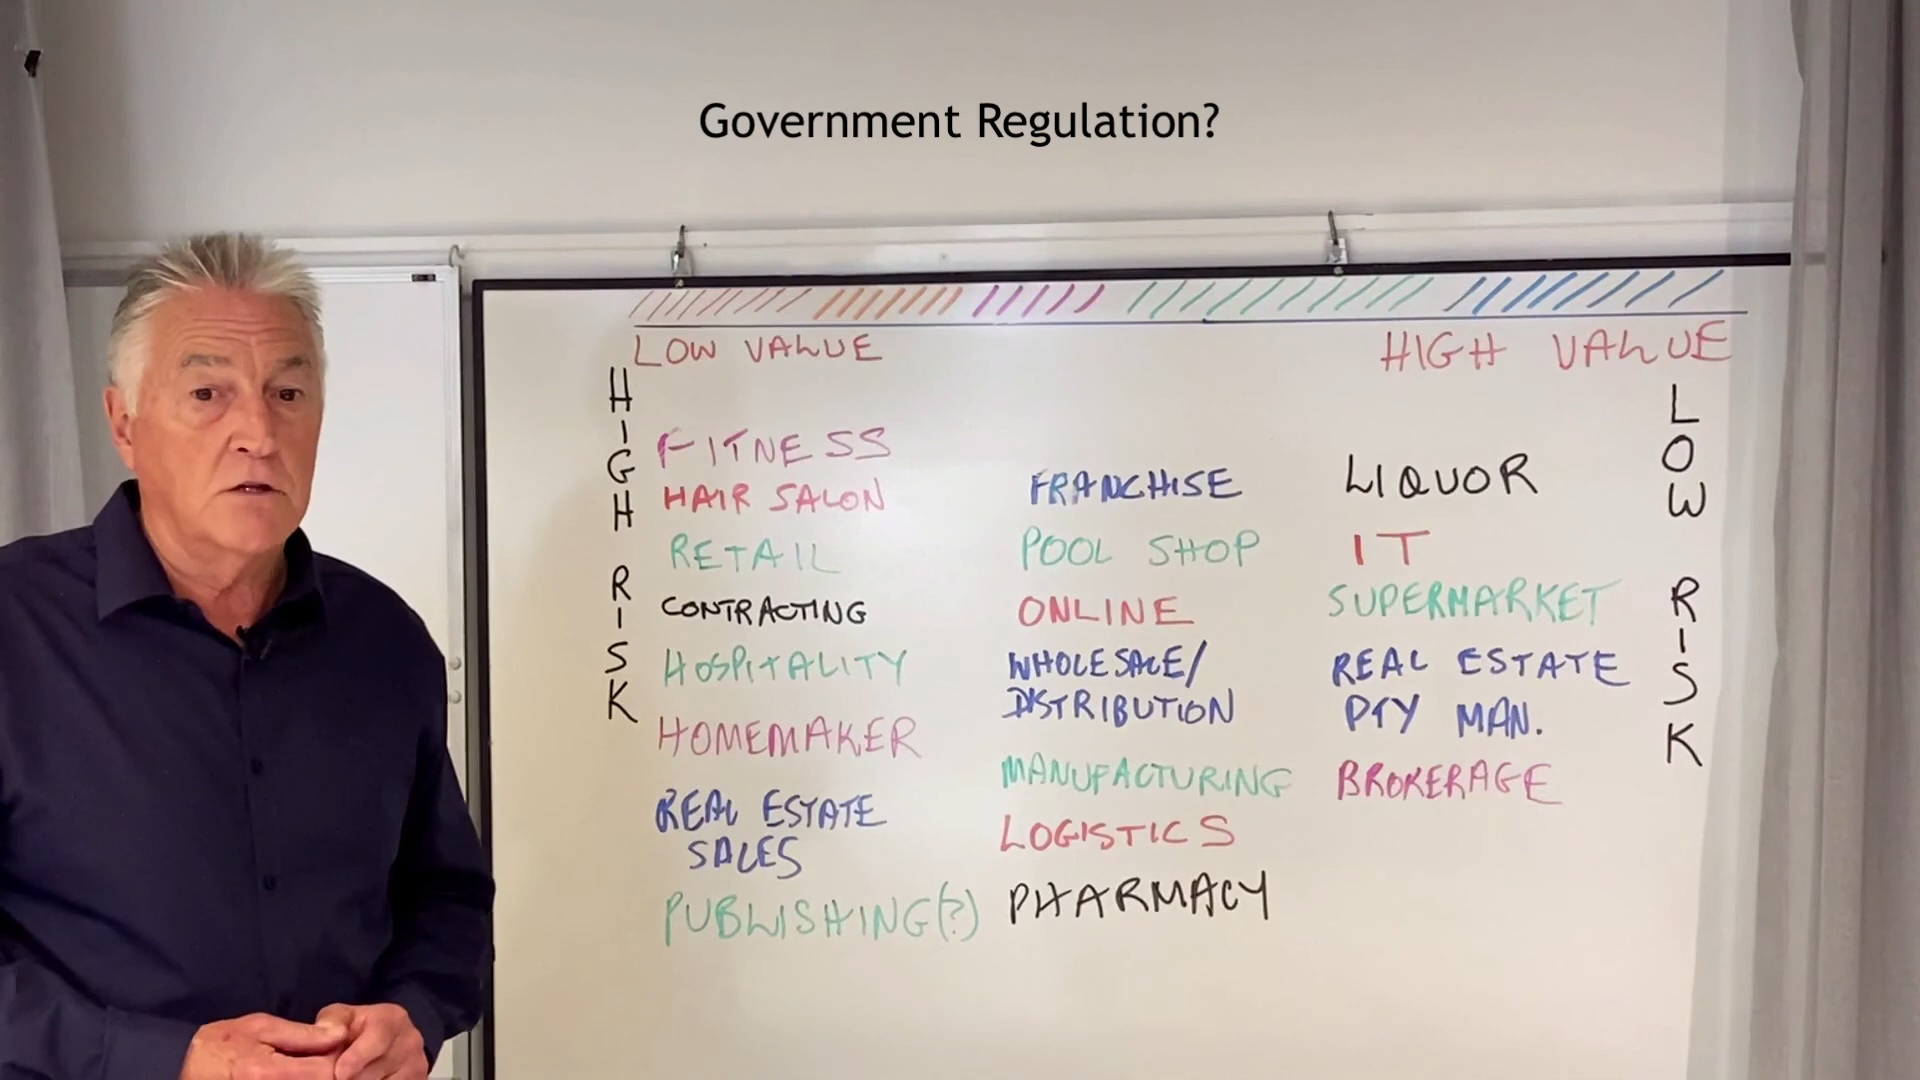 Government Regulation?
LOW VALUE
HIGH VALUE
HIGH RISK
FITNESS
HAIR SALON
RETAIL
CONTRACTING
HOSPITALITY
HOMEMAKER
REAL ESTATE
SALES
PUBLISHING(?)
FRANCHISE
POOL SHOP
ONLINE
WHOLESALE/
DISTRIBUTION
MANUFACTURING
LOGISTICS
PHARMACY
LIQUOR
IT
SUPERMARKET
REAL ESTATE
PTY MAN.
BROKERAGE
LOW RISK